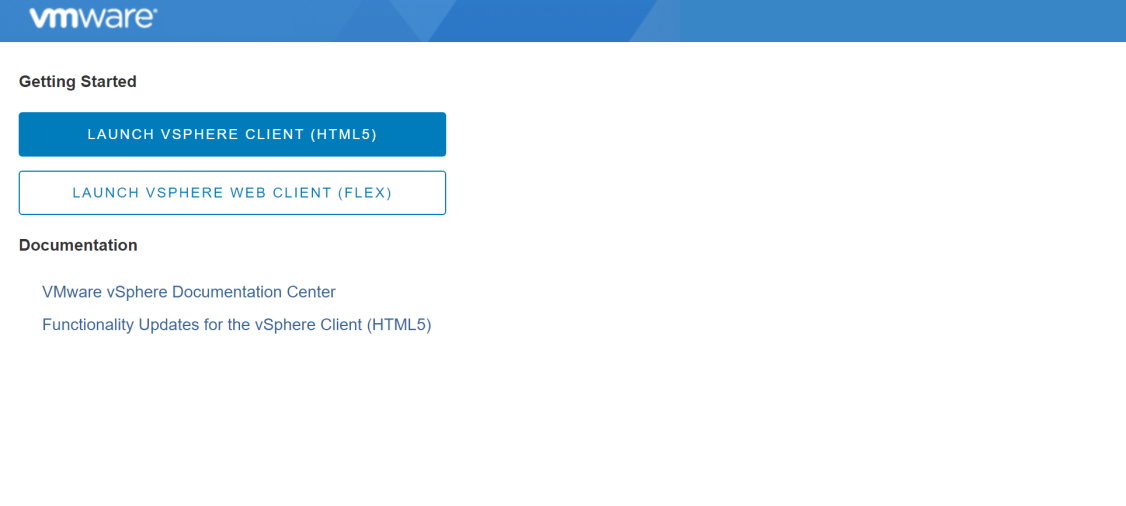 vmware
Getting Started
LAUNCH VSPHERE CLIENT (HTML5)
LAUNCH VSPHERE WEB CLIENT (FLEX)
Documentation
VMware vSphere Documentation Center
Functionality Updates for the vSphere Client (HTML5)